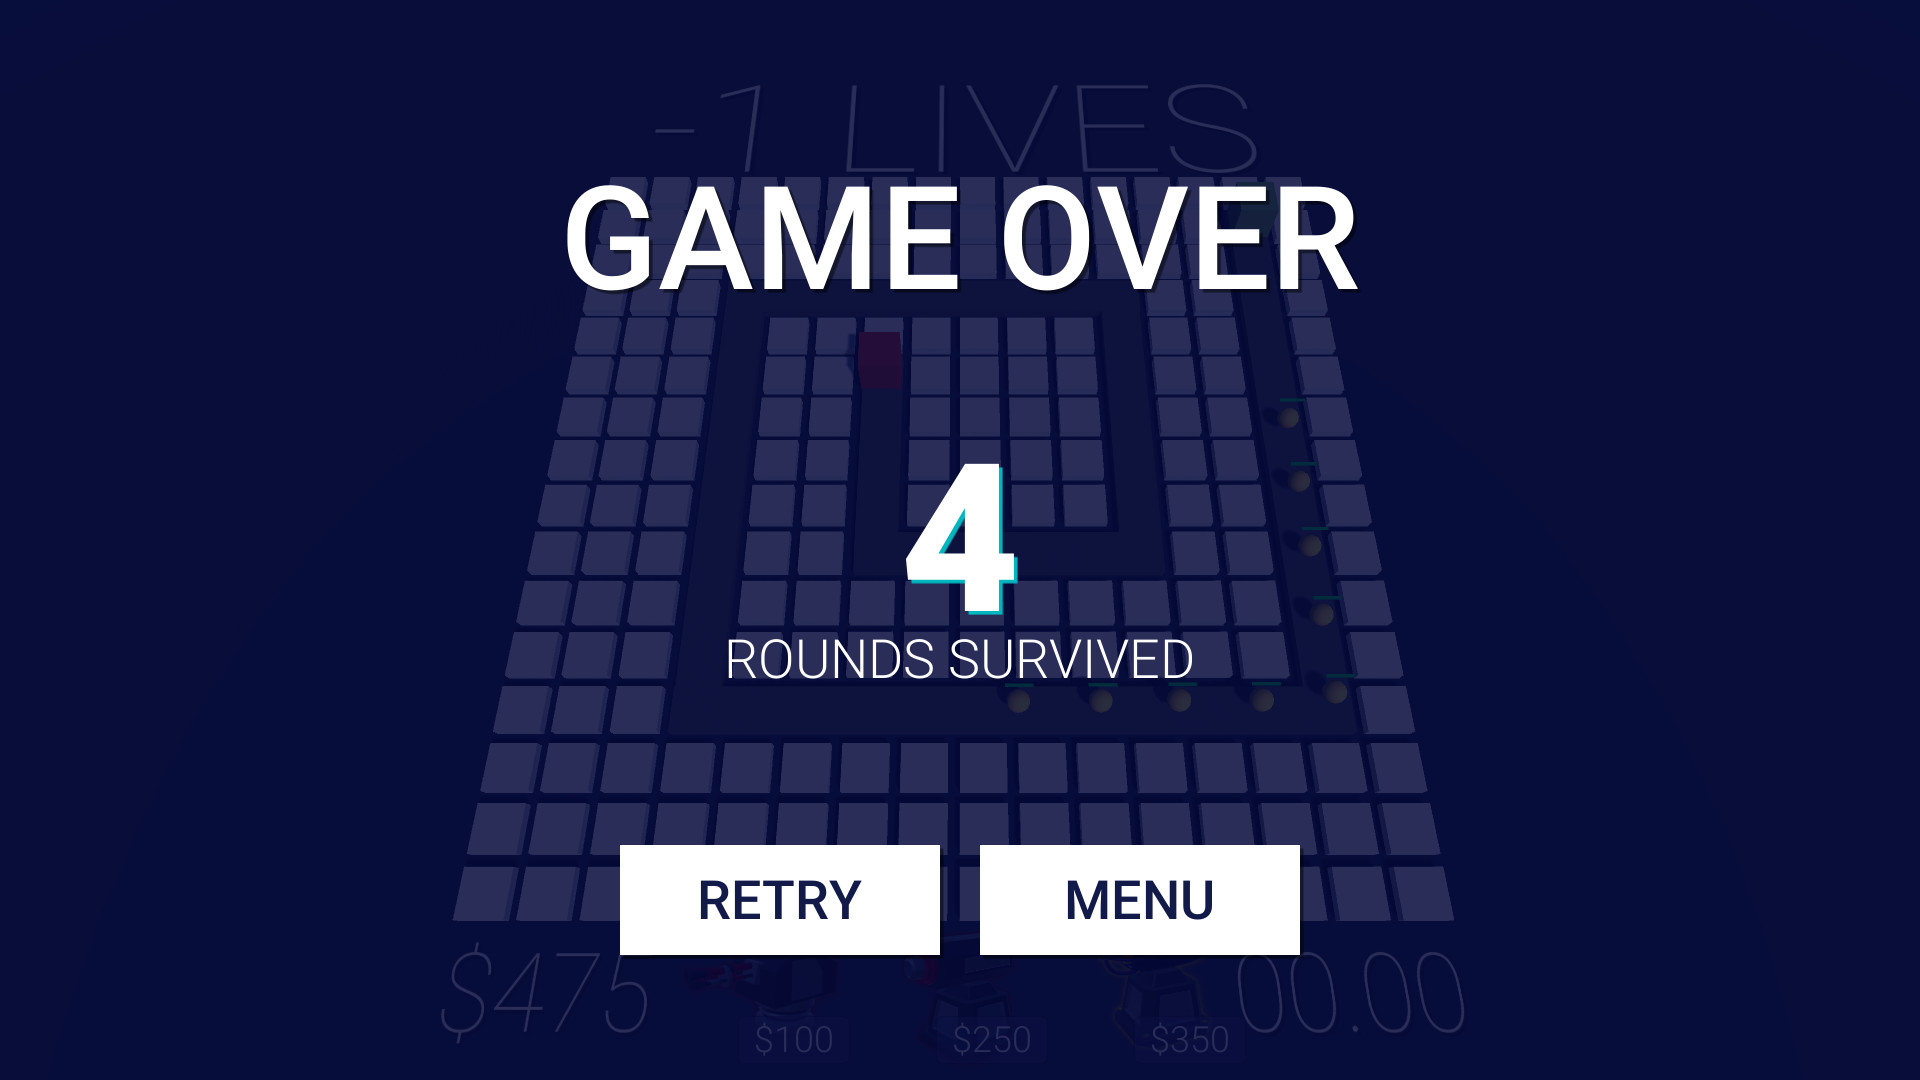 -1 LIVES
GAME OVER
4
ROUNDS SURVIVED
RETRY MENU
$475 00.00
$100 $250 $350